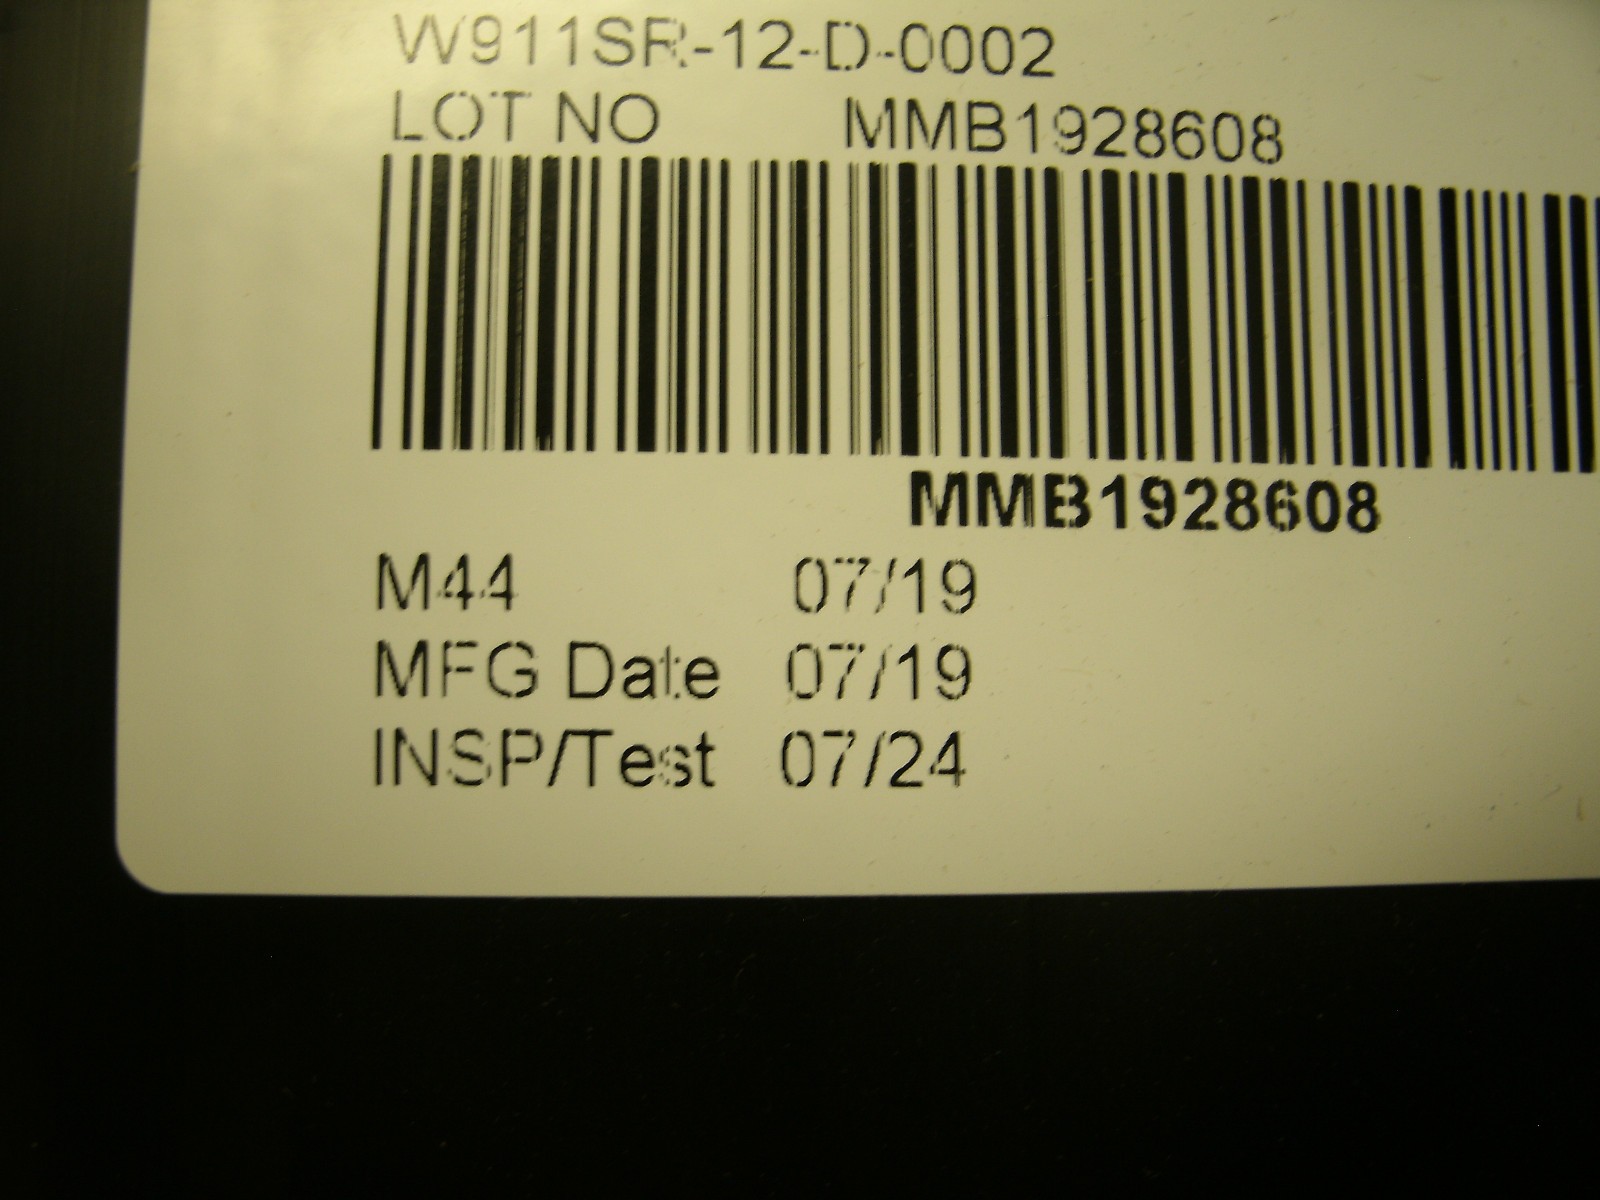 W911SR-12-D-0002
LOT NO MMB1928608
MMB1928608
M44 07/19
MFG Date 07/19
INSP/Test 07/24